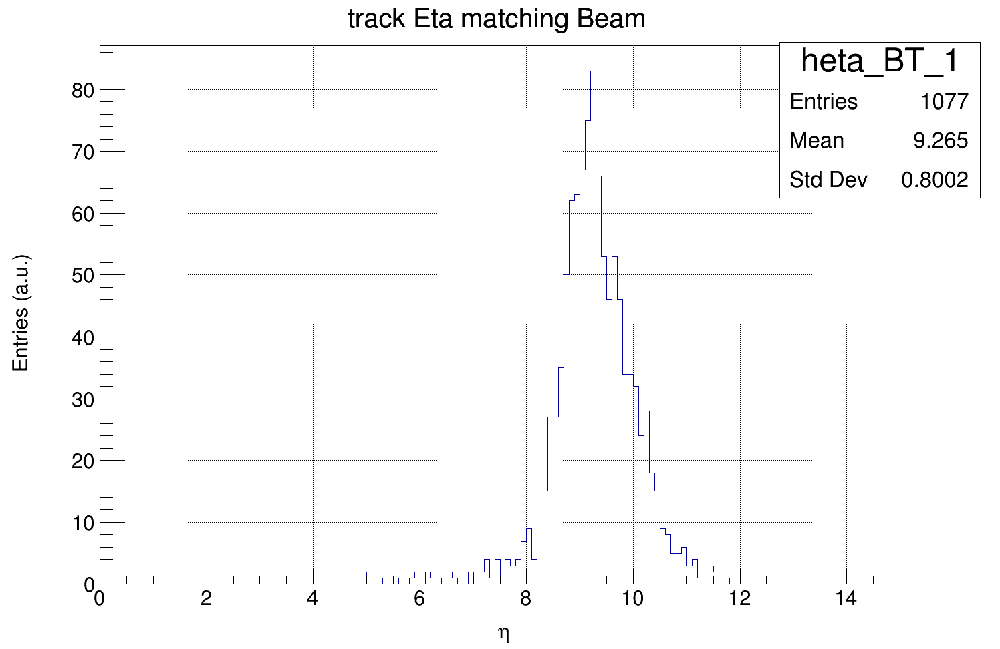 track Eta matching Beam
heta_BT_1
Entries 1077
Mean 9.265
Std Dev 0.8002
Entries (a.u.)
80
70
60
50
40
30
20
10
0
0 2 4 6 8 10 12 14
η